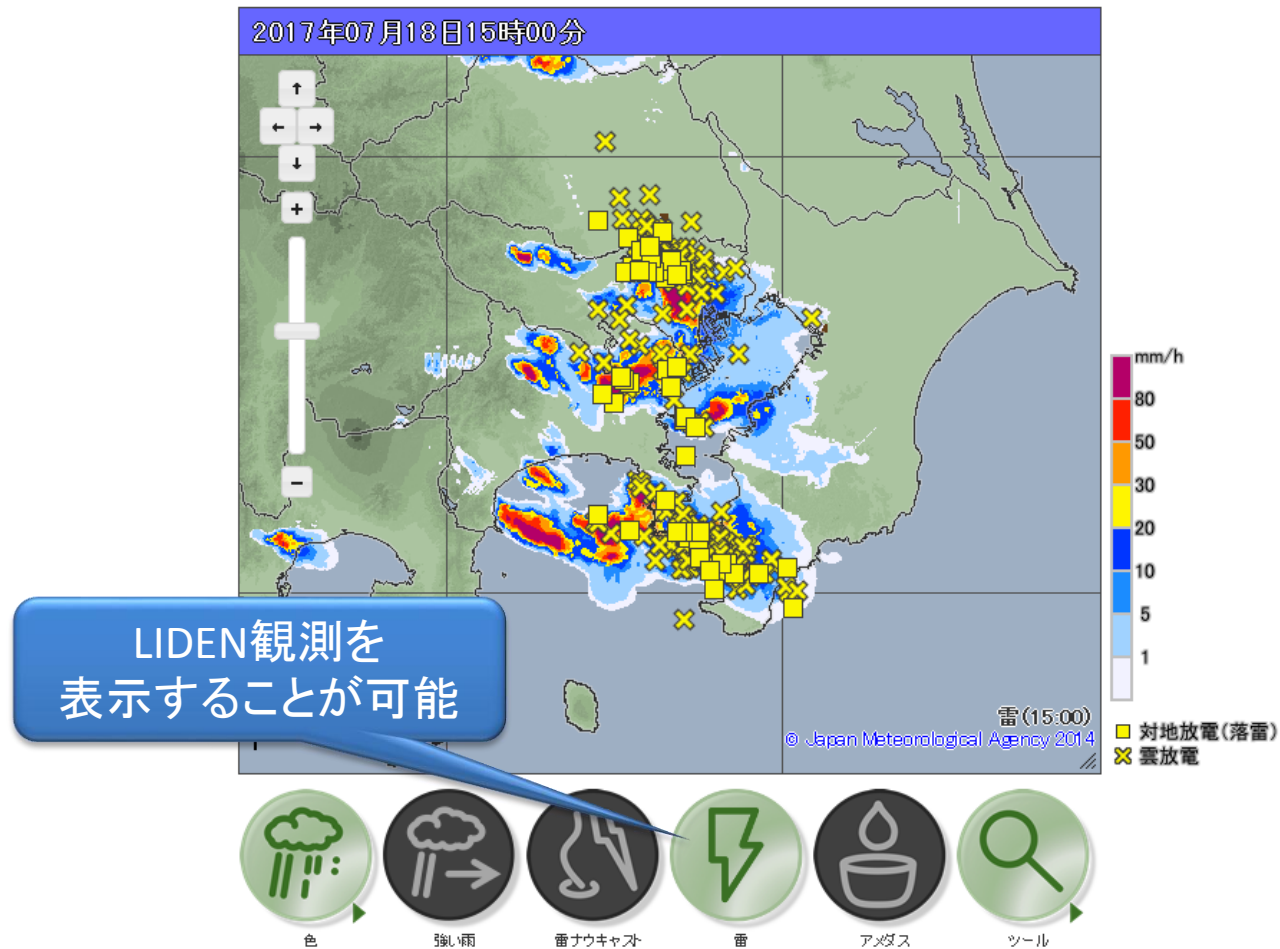 2017年07月18日15時00分
↑
← →
↓
+
−
mm/h
80
50
30
20
10
5
1
LIDEN観測を
表示することが可能
雷(15:00)
© Japan Meteorological Agency 2014
対地放電(落雷)
雲放電
色 強い雨 雷ナウキャスト 雷 アメダス ツール